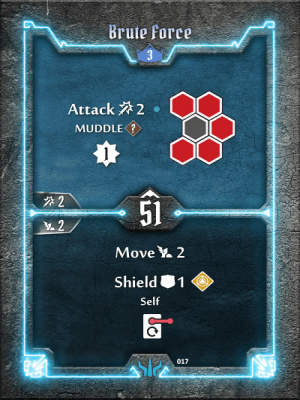 Brute Force
3
Attack 2
MUDDLE ?
1
2
51
2
Move 2
Shield 1
Self
017